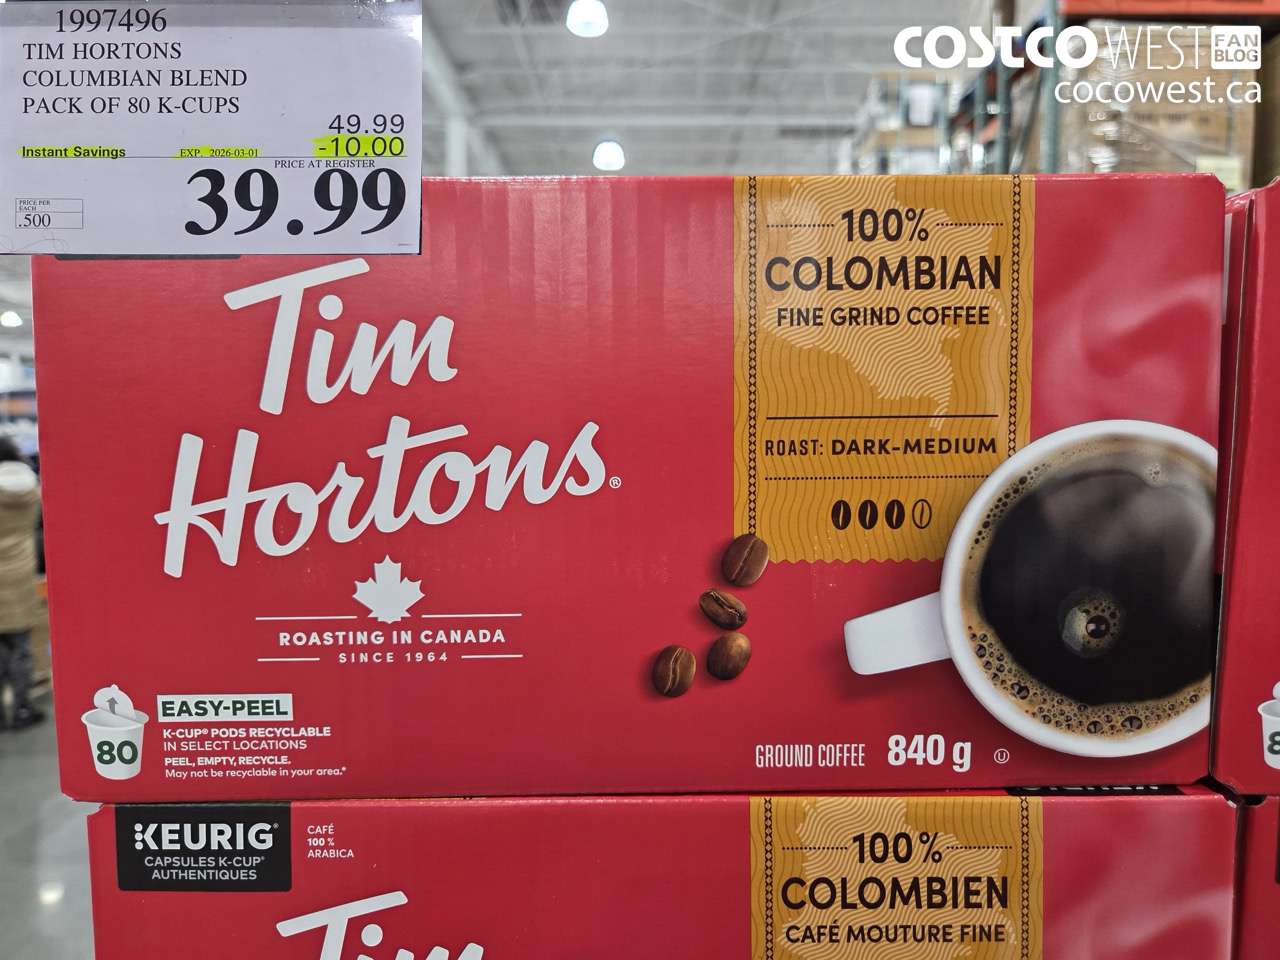 1997496
TIM HORTONS
COLUMBIAN BLEND
PACK OF 80 K-CUPS
49.99
Instant Savings EXP. 2026-03-01 -10.00
PRICE AT REGISTER
39.99
PRICE PER
EACH
.500
COSTCO WEST FAN BLOG
cocowest.ca
Tim
Hortons®
ROASTING IN CANADA
SINCE 1964
100%
COLOMBIAN
FINE GRIND COFFEE
ROAST: DARK-MEDIUM
80
EASY-PEEL
K-CUP® PODS RECYCLABLE
IN SELECT LOCATIONS
PEEL, EMPTY, RECYCLE.
May not be recyclable in your area.*
GROUND COFFEE 840 g U
KEURIG®
CAPSULES K-CUP®
AUTHENTIQUES
CAFÉ
100 %
ARABICA
Tim
100 %
COLOMBIEN
CAFÉ MOUTURE FINE